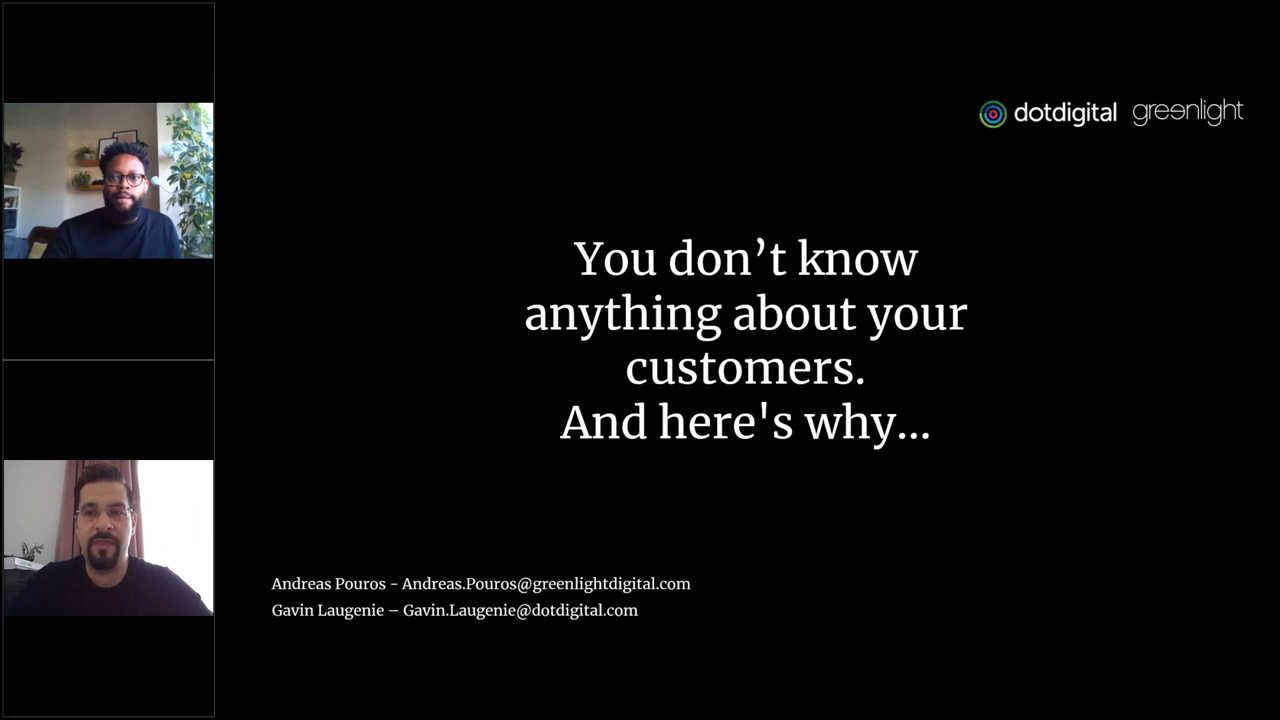 dotdigital greenlight
You don’t know
anything about your
customers.
And here's why...
Andreas Pouros - Andreas.Pouros@greenlightdigital.com
Gavin Laugenie – Gavin.Laugenie@dotdigital.com